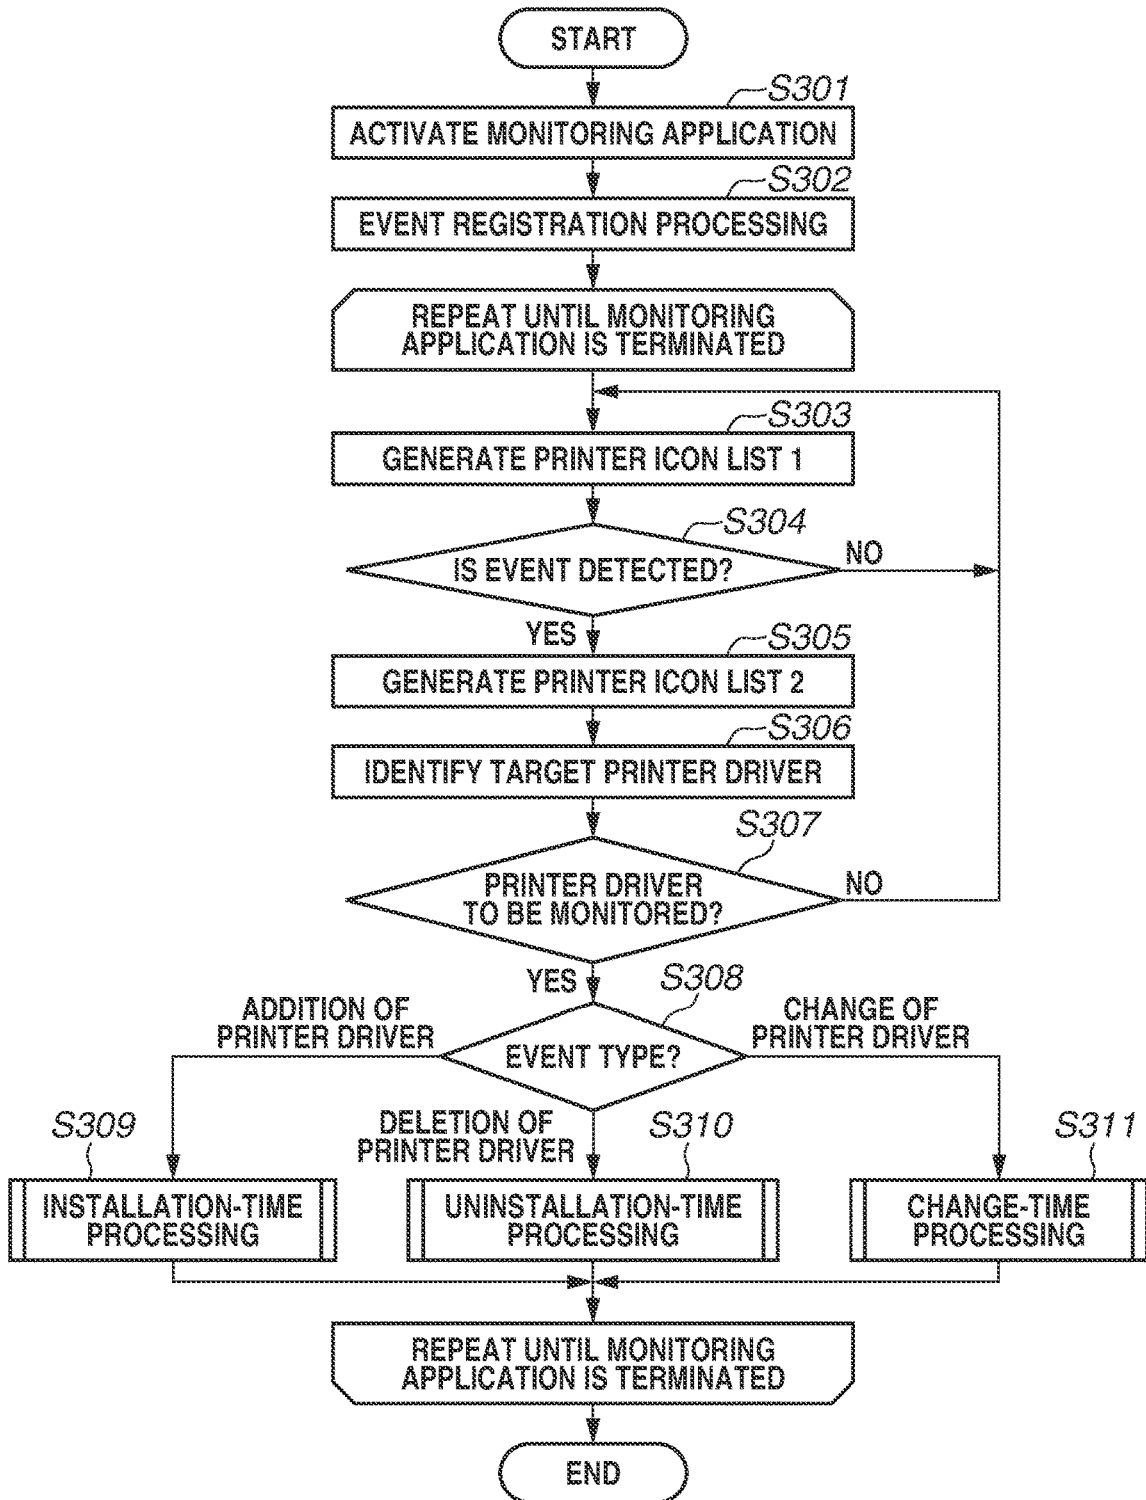 START
S301
ACTIVATE MONITORING APPLICATION
S302
EVENT REGISTRATION PROCESSING
REPEAT UNTIL MONITORING
APPLICATION IS TERMINATED
S303
GENERATE PRINTER ICON LIST 1
S304
IS EVENT DETECTED?
NO
YES
S305
GENERATE PRINTER ICON LIST 2
S306
IDENTIFY TARGET PRINTER DRIVER
S307
PRINTER DRIVER
TO BE MONITORED?
NO
YES
S308
EVENT TYPE?
ADDITION OF
PRINTER DRIVER
CHANGE OF
PRINTER DRIVER
DELETION OF
PRINTER DRIVER
S309
INSTALLATION-TIME
PROCESSING
S310
UNINSTALLATION-TIME
PROCESSING
S311
CHANGE-TIME
PROCESSING
REPEAT UNTIL MONITORING
APPLICATION IS TERMINATED
END